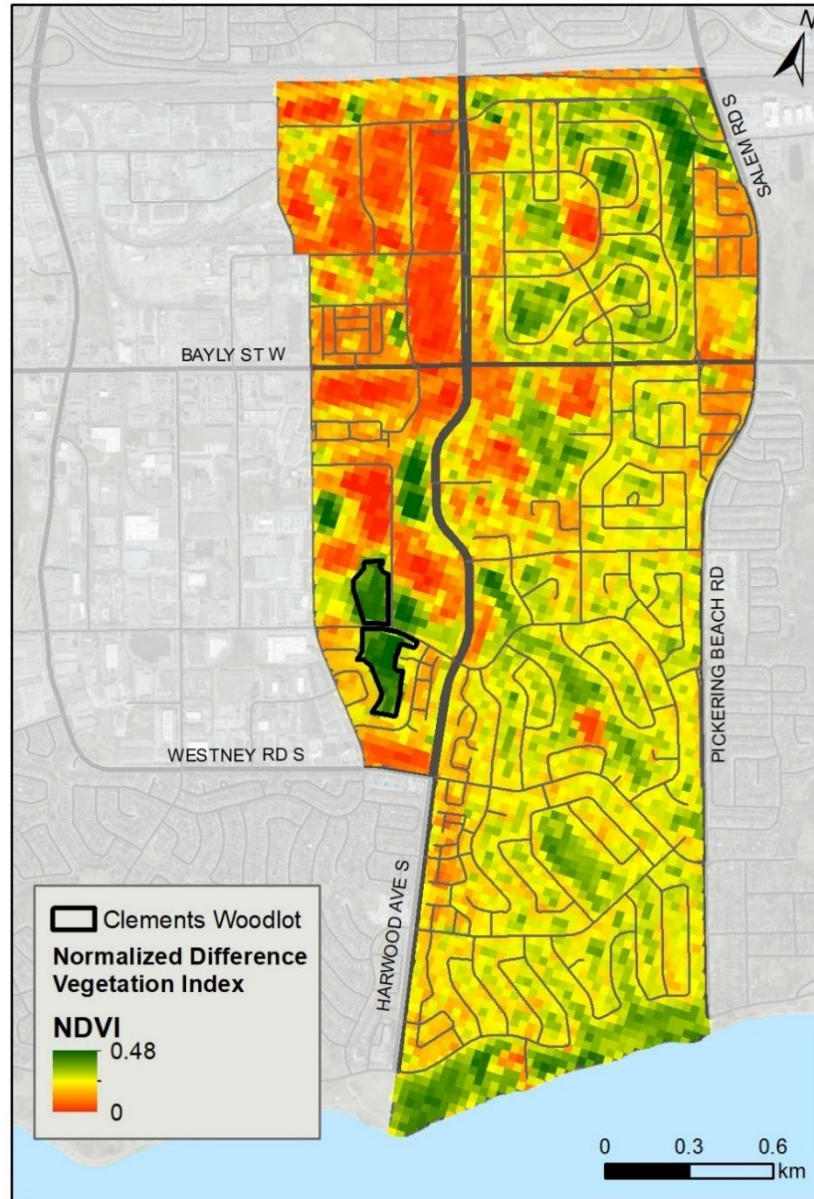 N
SALEM RD S
BAYLY ST W
PICKERING BEACH RD
WESTNEY RD S
HARWOOD AVE S
Clements Woodlot
Normalized Difference
Vegetation Index
NDVI
0.48
0
0 0.3 0.6
km